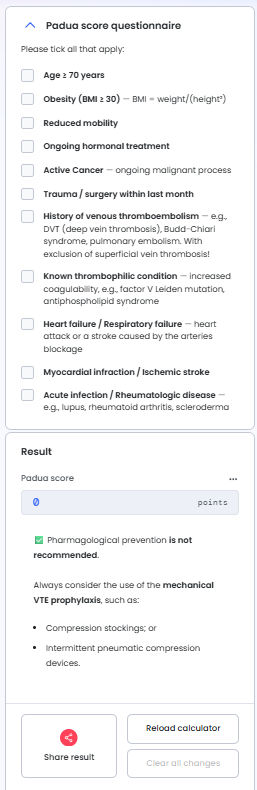 Padua score questionnaire
Please tick all that apply:
Age ≥ 70 years
Obesity (BMI ≥ 30) — BMI = weight/(height²)
Reduced mobility
Ongoing hormonal treatment
Active Cancer — ongoing malignant process
Trauma / surgery within last month
History of venous thromboembolism — e.g.,
DVT (deep vein thrombosis), Budd-Chiari
syndrome, pulmonary embolism. With
exclusion of superficial vein thrombosis!
Known thrombophilic condition — increased
coagulability, e.g., factor V Leiden mutation,
antiphospholipid syndrome
Heart failure / Respiratory failure — heart
attack or a stroke caused by the arteries
blockage
Myocardial infraction / Ischemic stroke
Acute infection / Rheumatologic disease —
e.g., lupus, rheumatoid arthritis, scleroderma
Result
Padua score
...
0 points
✅ Pharmagological prevention is not
recommended.
Always consider the use of the mechanical
VTE prophylaxis, such as:
• Compression stockings; or
• Intermittent pneumatic compression
devices.
Share result
Reload calculator
Clear all changes